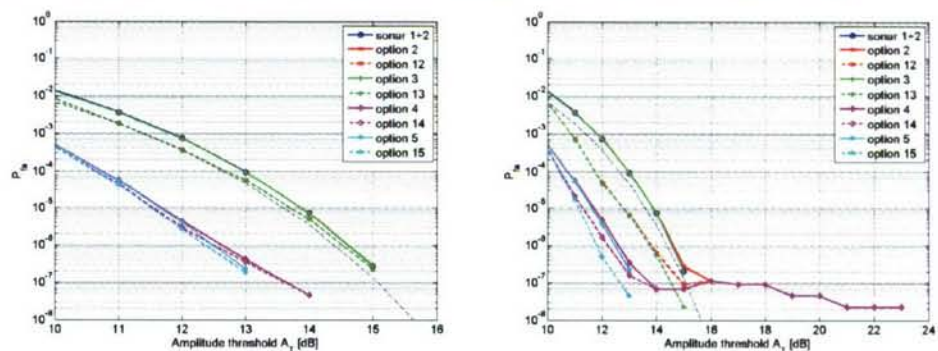 10^0
10^-1
10^-2
10^-3
10^-4
10^-5
10^-6
10^-7
10^-8
P_fa
10 11 12 13 14 15 16
Amplitude threshold A_T [dB]
sonar 1+2
option 2
option 12
option 3
option 13
option 4
option 14
option 5
option 15
10^0
10^-1
10^-2
10^-3
10^-4
10^-5
10^-6
10^-7
10^-8
P_fa
10 12 14 16 18 20 22 24
Amplitude threshold A_T [dB]
sonar 1+2
option 2
option 12
option 3
option 13
option 4
option 14
option 5
option 15